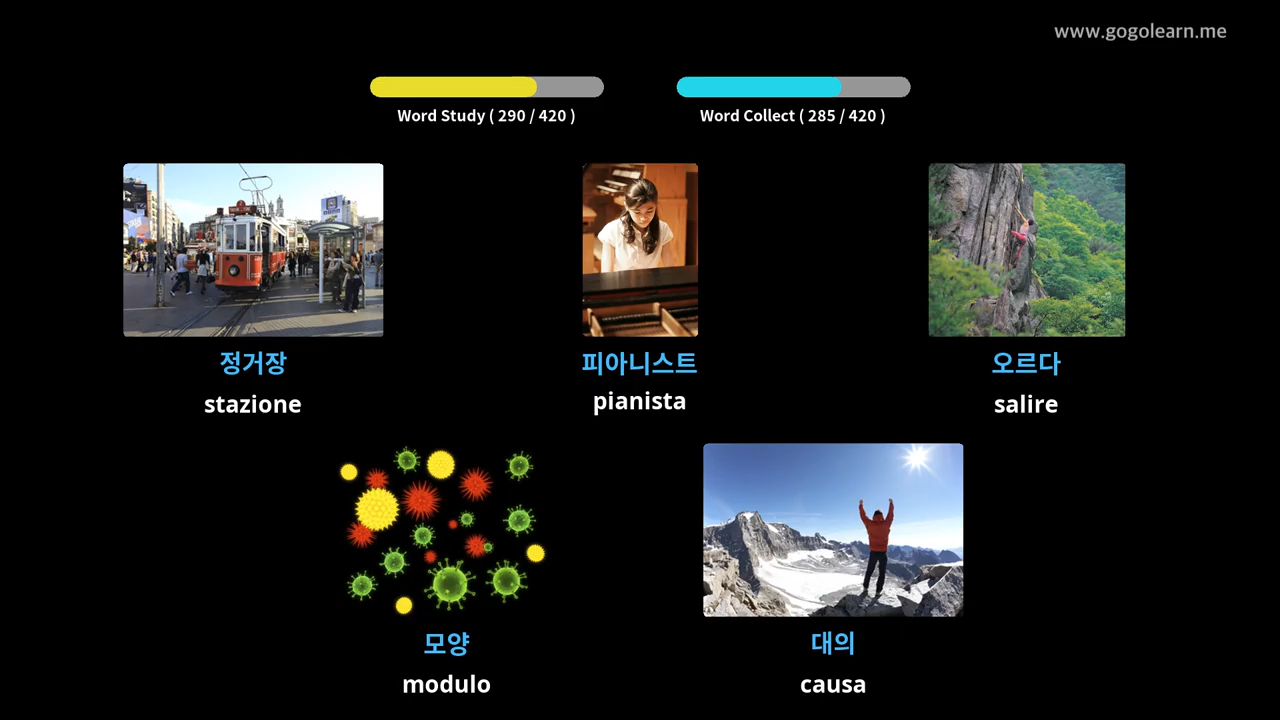 www.gogolearn.me
Word Study ( 290 / 420 )
Word Collect ( 285 / 420 )
정거장
피아니스트
오르다
stazione
pianista
salire
모양
대의
modulo
causa